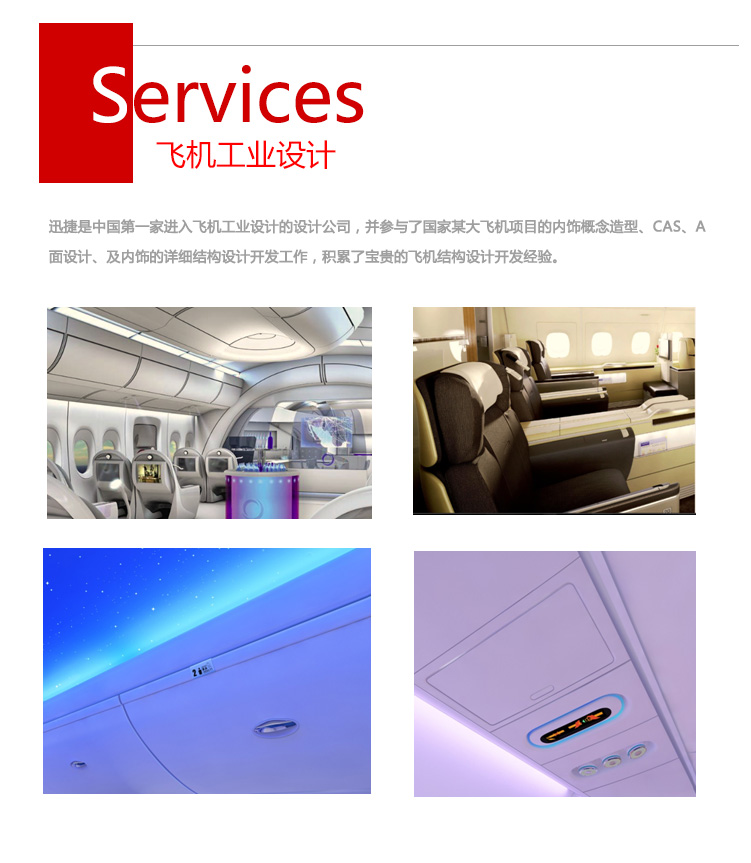 Services
飞机工业设计
迅捷是中国第一家进入飞机工业设计的设计公司，并参与了国家某大飞机项目的内饰概念造型、CAS、A
面设计、及内饰的详细结构设计开发工作，积累了宝贵的飞机结构设计开发经验。
2